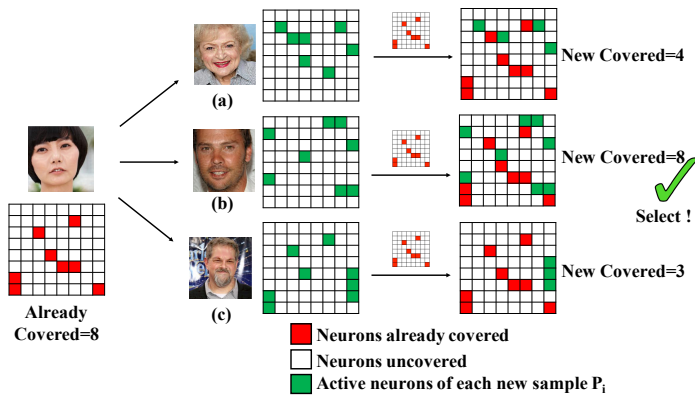 (a)
New Covered=4
(b)
New Covered=8
Select !
(c)
New Covered=3
Already
Covered=8
Neurons already covered
Neurons uncovered
Active neurons of each new sample Pᵢ